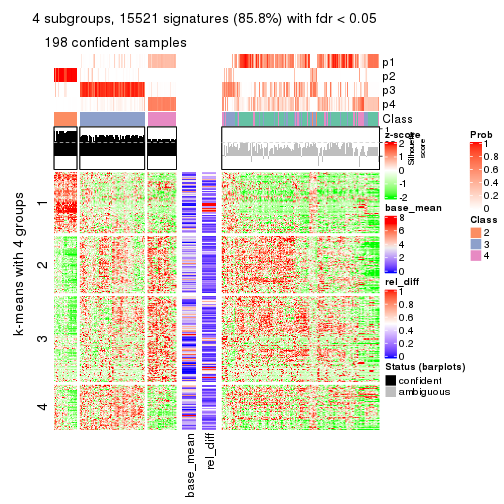 4 subgroups, 15521 signatures (85.8%) with fdr < 0.05
198 confident samples
p1
p2
p3
p4
Class
1
Silhouette
score
k-means with 4 groups
1
2
3
4
base_mean
rel_diff
z-score
2
1
0
-1
-2
base_mean
8
6
4
2
0
rel_diff
1
0.8
0.6
0.4
0.2
0
Status (barplots)
confident
ambiguous
Prob
1
0.8
0.6
0.4
0.2
0
Class
2
3
4